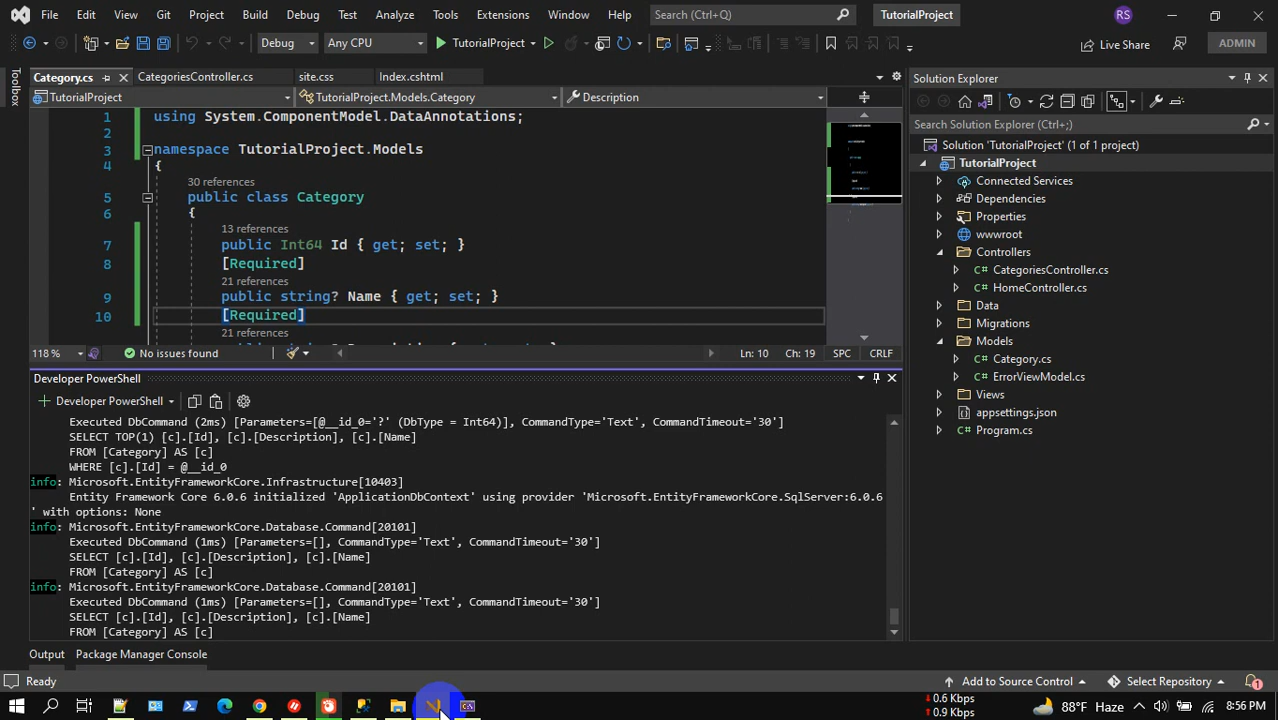 File Edit View Git Project Build Debug Test Analyze Tools Extensions Window Help Search (Ctrl+Q) TutorialProject RS
Debug Any CPU TutorialProject Live Share ADMIN
Toolbox
Category.cs CategoriesController.cs site.css Index.cshtml
TutorialProject TutorialProject.Models.Category Description
1 using System.ComponentModel.DataAnnotations;
2
3 namespace TutorialProject.Models
4 {
30 references
5 public class Category
6 {
13 references
7 public Int64 Id { get; set; }
8 [Required]
21 references
9 public string? Name { get; set; }
10 [Required]
21 references
118 % No issues found Ln: 10 Ch: 19 SPC CRLF
Developer PowerShell
Developer PowerShell
Executed DbCommand (2ms) [Parameters=[@__id_0='?' (DbType = Int64)], CommandType='Text', CommandTimeout='30']
SELECT TOP(1) [c].[Id], [c].[Description], [c].[Name]
FROM [Category] AS [c]
WHERE [c].[Id] = @__id_0
info: Microsoft.EntityFrameworkCore.Infrastructure[10403]
Entity Framework Core 6.0.6 initialized 'ApplicationDbContext' using provider 'Microsoft.EntityFrameworkCore.SqlServer:6.0.6
' with options: None
info: Microsoft.EntityFrameworkCore.Database.Command[20101]
Executed DbCommand (1ms) [Parameters=[], CommandType='Text', CommandTimeout='30']
SELECT [c].[Id], [c].[Description], [c].[Name]
FROM [Category] AS [c]
info: Microsoft.EntityFrameworkCore.Database.Command[20101]
Executed DbCommand (1ms) [Parameters=[], CommandType='Text', CommandTimeout='30']
SELECT [c].[Id], [c].[Description], [c].[Name]
FROM [Category] AS [c]
Output Package Manager Console
Solution Explorer
Search Solution Explorer (Ctrl+;)
Solution 'TutorialProject' (1 of 1 project)
TutorialProject
Connected Services
Dependencies
Properties
wwwroot
Controllers
C# CategoriesController.cs
C# HomeController.cs
Data
Migrations
Models
C# Category.cs
C# ErrorViewModel.cs
Views
appsettings.json
C# Program.cs
Ready Add to Source Control Select Repository 1
0.6 Kbps
0.9 Kbps
88°F Haze 8:56 PM